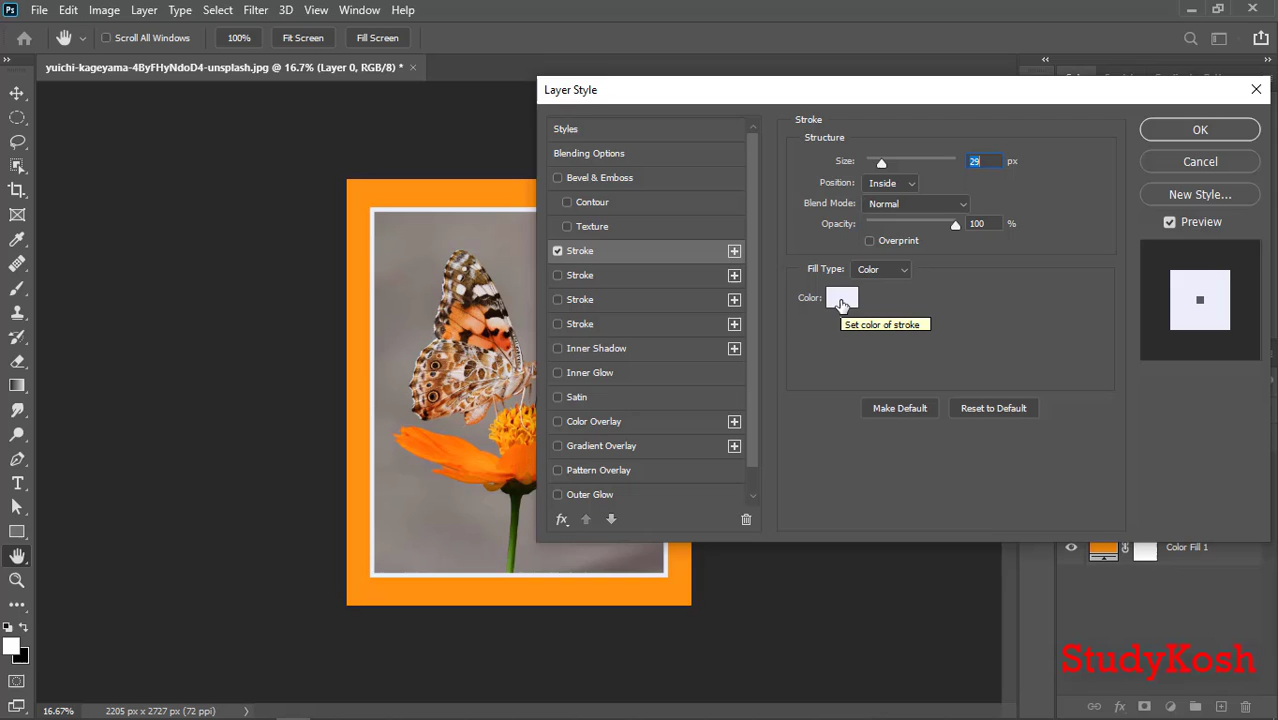 Ps File Edit Image Layer Type Select Filter 3D View Window Help
Scroll All Windows 100% Fit Screen Fill Screen
yuichi-kageyama-4ByFHyNdoD4-unsplash.jpg @ 16.7% (Layer 0, RGB/8) *
Layer Style
Styles
Blending Options
Bevel & Emboss
Contour
Texture
Stroke
Stroke
Stroke
Stroke
Inner Shadow
Inner Glow
Satin
Color Overlay
Gradient Overlay
Pattern Overlay
Outer Glow
fx
Stroke
Structure
Size: 29 px
Position: Inside
Blend Mode: Normal
Opacity: 100 %
Overprint
Fill Type: Color
Color:
Set color of stroke
Make Default Reset to Default
OK
Cancel
New Style...
Preview
Color Fill 1
StudyKosh
16.67% 2205 px x 2727 px (72 ppi)
fx